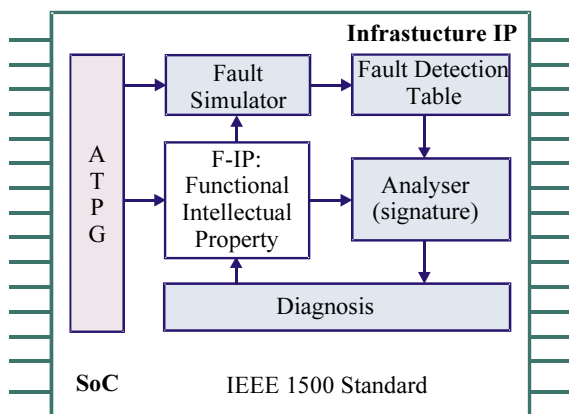 Infrastucture IP
Fault
Simulator
Fault Detection
Table
A
T
P
G
F-IP:
Functional
Intellectual
Property
Analyser
(signature)
Diagnosis
SoC
IEEE 1500 Standard